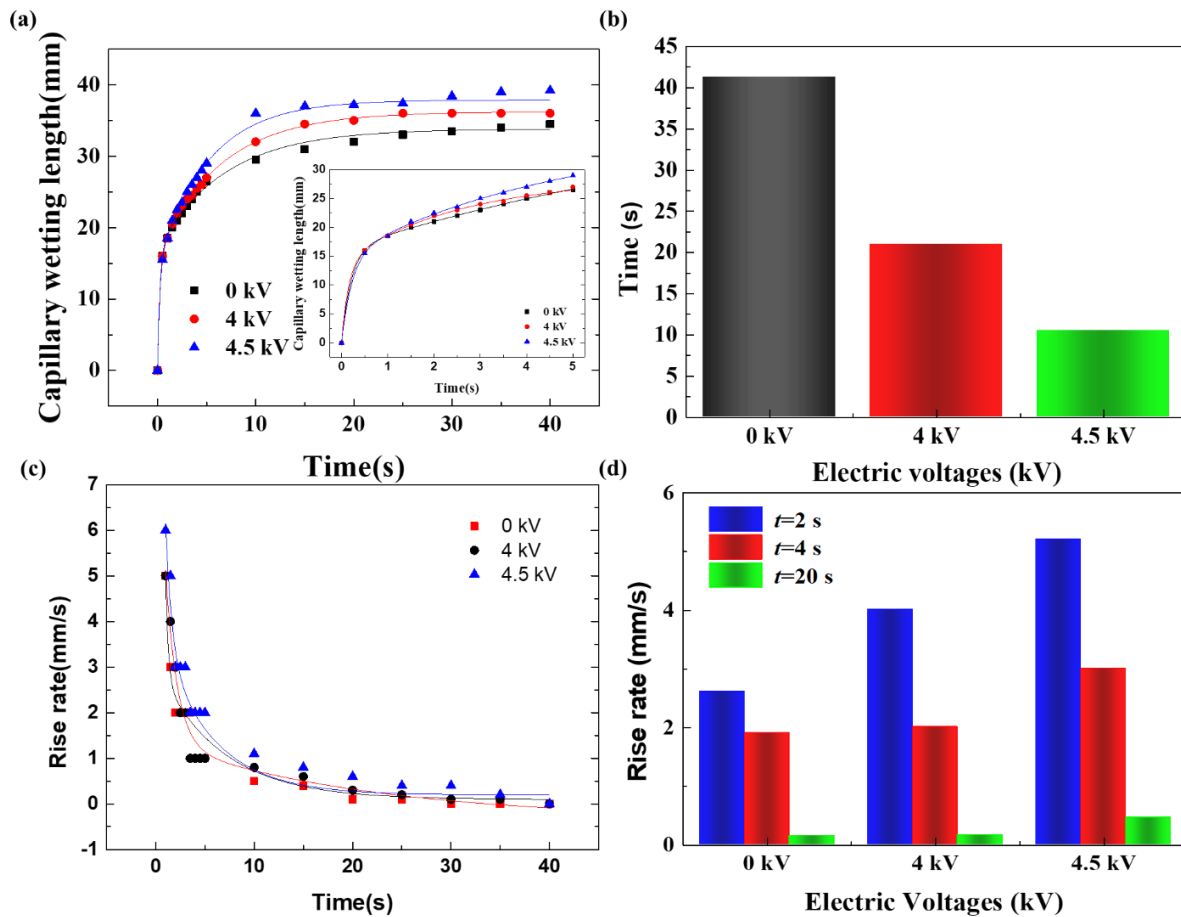 (a)
Capillary wetting length(mm)
40
30
20
10
0
0 kV
4 kV
4.5 kV
0
10
20
30
40
Time(s)
Capillary wetting length(mm)
30
25
20
15
10
5
0
0 kV
4 kV
4.5 kV
0
1
2
3
4
5
Time(s)
(b)
Time (s)
45
40
35
30
25
20
15
10
5
0
0 kV
4 kV
4.5 kV
Electric voltages (kV)
(c)
Rise rate(mm/s)
7
6
5
4
3
2
1
0
-1
0 kV
4 kV
4.5 kV
0
10
20
30
40
Time(s)
(d)
Rise rate (mm/s)
6
4
2
0
t=2 s
t=4 s
t=20 s
0 kV
4 kV
4.5 kV
Electric Voltages (kV)